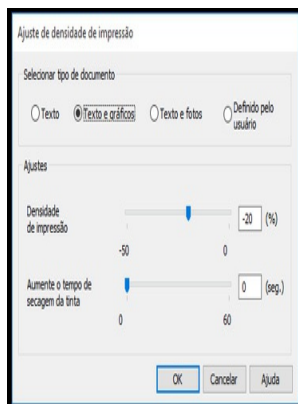 Ajuste de densidade de impressão
Selecionar tipo de documento
Texto
Texto e gráficos
Texto e fotos
Definido pelo
usuário
Ajustes
Densidade
de impressão
-20 (%)
-50 0
Aumente o tempo de
secagem da tinta
0 (seg.)
0 60
OK Cancelar Ajuda